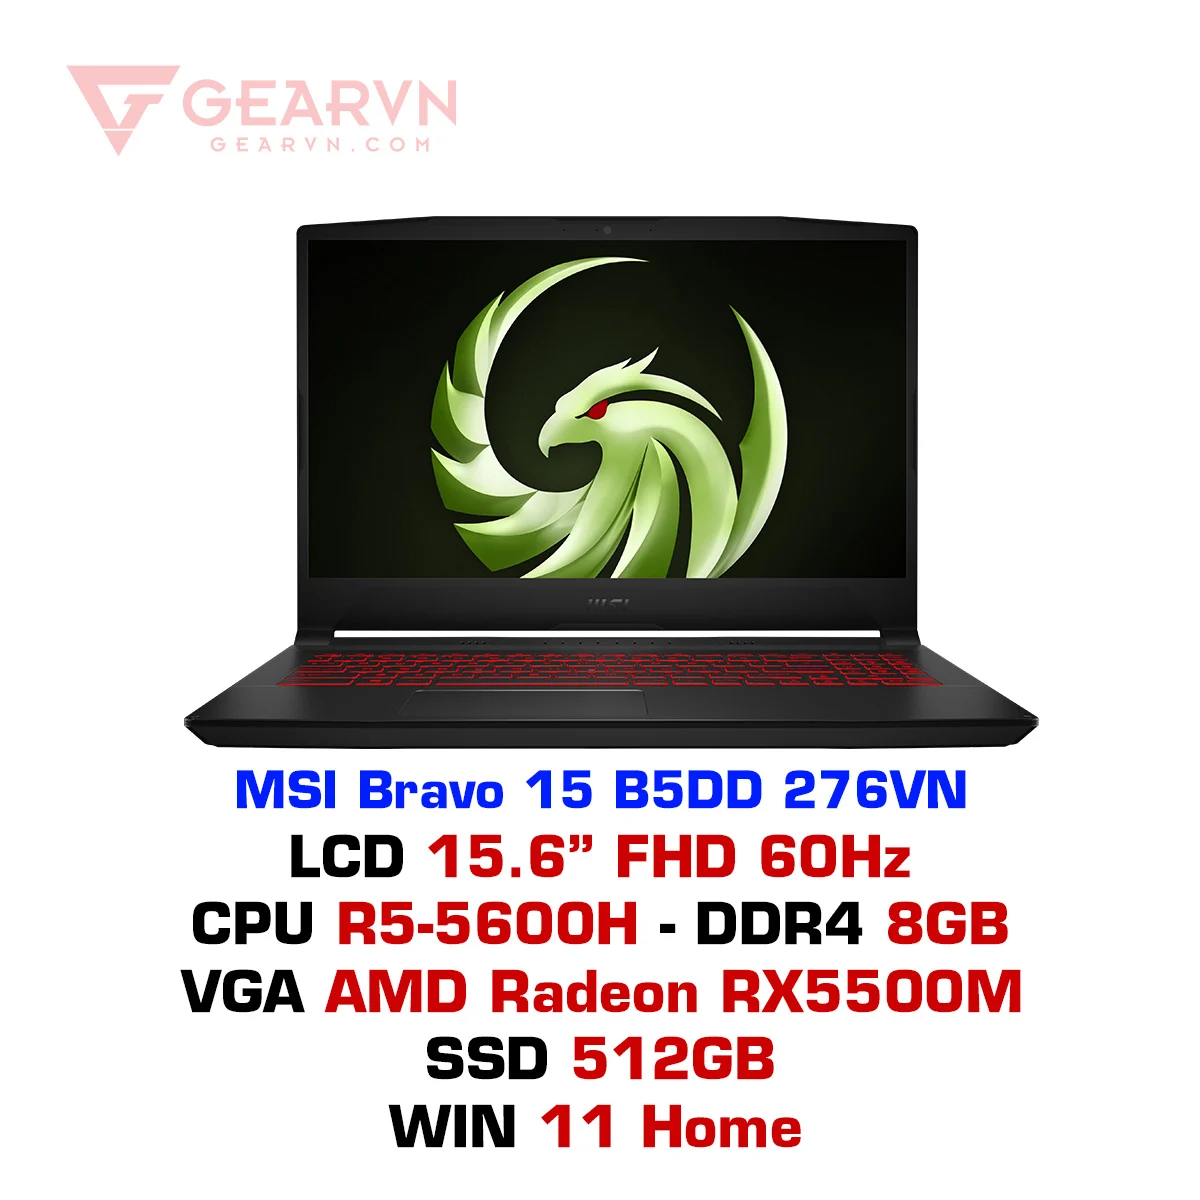 GEARVN
GEARVN.COM
MSI
MSI Bravo 15 B5DD 276VN
LCD 15.6” FHD 60Hz
CPU R5-5600H - DDR4 8GB
VGA AMD Radeon RX5500M
SSD 512GB
WIN 11 Home